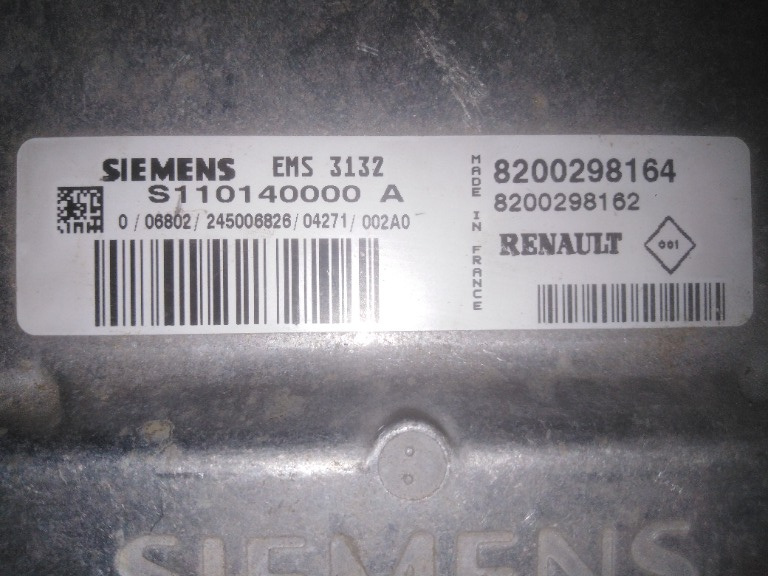 SIEMENS EMS 3132
S110140000 A
0 / 06802 / 245006826 / 04271 / 002A0
MADE IN FRANCE
8200298164
8200298162
RENAULT 001
SIEMENS